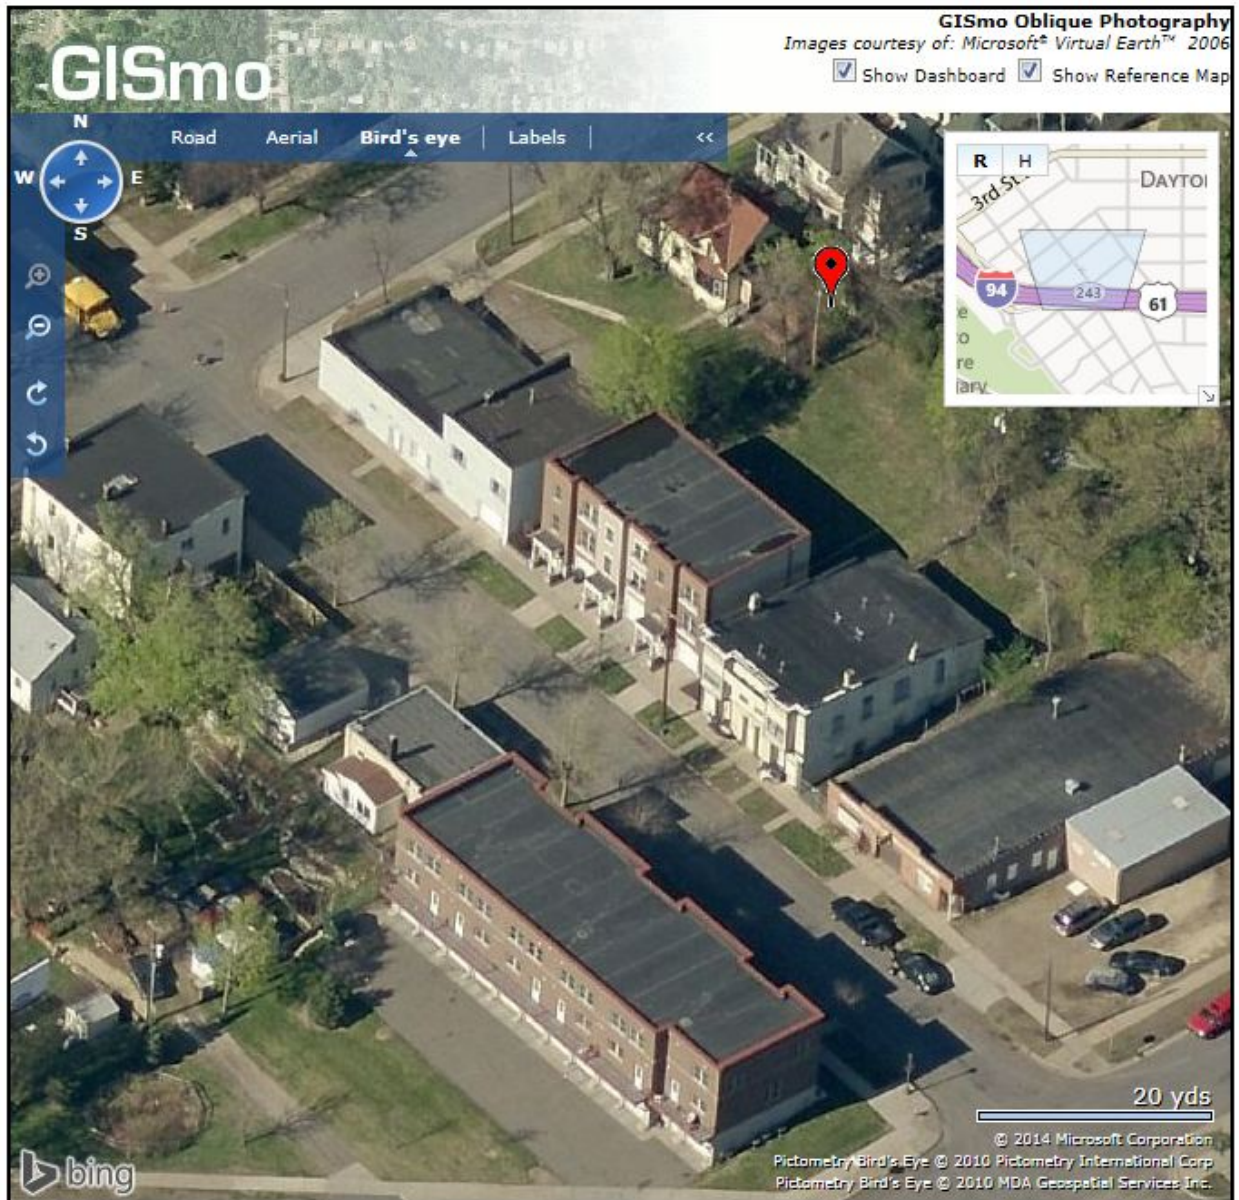 GISmo
GISmo Oblique Photography
Images courtesy of: Microsoft® Virtual Earth™ 2006
Show Dashboard Show Reference Map
N
W E
S
Road Aerial Bird's eye Labels <<
R H
3rd St.
DAYTO
94
243
61
e
o
re
ary
20 yds
© 2014 Microsoft Corporation
Pictometry Bird's Eye © 2010 Pictometry International Corp
Pictometry Bird's Eye © 2010 MDA Geospatial Services Inc.
bing